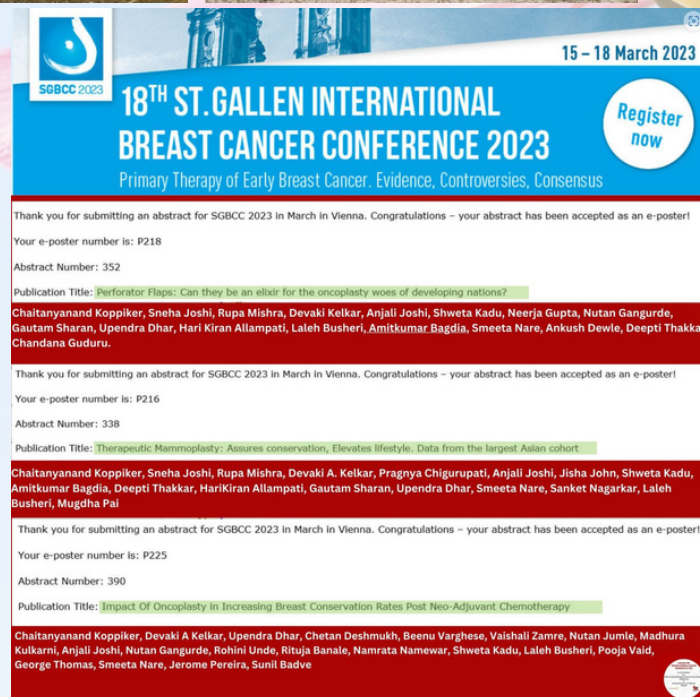 15 – 18 March 2023
SGBCC 2023
18TH ST.GALLEN INTERNATIONAL
BREAST CANCER CONFERENCE 2023
Primary Therapy of Early Breast Cancer. Evidence, Controversies, Consensus
Register
now
Thank you for submitting an abstract for SGBCC 2023 in March in Vienna. Congratulations – your abstract has been accepted as an e-poster!
Your e-poster number is: P218
Abstract Number: 352
Publication Title: Perforator Flaps: Can they be an elixir for the oncoplasty woes of developing nations?
Chaitanyanand Koppiker, Sneha Joshi, Rupa Mishra, Devaki Kelkar, Anjali Joshi, Shweta Kadu, Neerja Gupta, Nutan Gangurde,
Gautam Sharan, Upendra Dhar, Hari Kiran Allampati, Laleh Busheri, Amitkumar Bagdia, Smeeta Nare, Ankush Dewle, Deepti Thakka
Chandana Guduru.
Thank you for submitting an abstract for SGBCC 2023 in March in Vienna. Congratulations – your abstract has been accepted as an e-poster!
Your e-poster number is: P216
Abstract Number: 338
Publication Title: Therapeutic Mammoplasty: Assures conservation, Elevates lifestyle. Data from the largest Asian cohort
Chaitanyanand Koppiker, Sneha Joshi, Rupa Mishra, Devaki A. Kelkar, Pragnya Chigurupati, Anjali Joshi, Jisha John, Shweta Kadu,
Amitkumar Bagdia, Deepti Thakkar, HariKiran Allampati, Gautam Sharan, Upendra Dhar, Smeeta Nare, Sanket Nagarkar, Laleh
Busheri, Mugdha Pai
Thank you for submitting an abstract for SGBCC 2023 in March in Vienna. Congratulations – your abstract has been accepted as an e-poster!
Your e-poster number is: P225
Abstract Number: 390
Publication Title: Impact Of Oncoplasty in Increasing Breast Conservation Rates Post Neo-Adjuvant Chemotherapy
Chaitanyanand Koppiker, Devaki A Kelkar, Upendra Dhar, Chetan Deshmukh, Beenu Varghese, Vaishali Zamre, Nutan Jumle, Madhura
Kulkarni, Anjali Joshi, Nutan Gangurde, Rohini Unde, Rituja Banale, Namrata Namewar, Shweta Kadu, Laleh Busheri, Pooja Vaid,
George Thomas, Smeeta Nare, Jerome Pereira, Sunil Badve